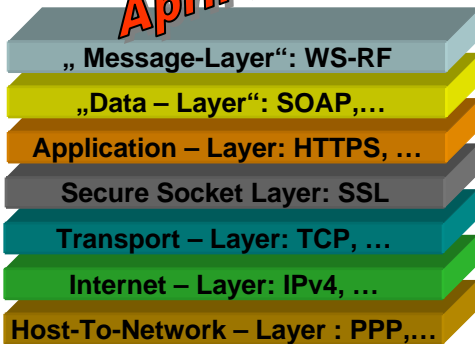 April
„ Message-Layer“: WS-RF
„Data – Layer“: SOAP,…
Application – Layer: HTTPS, …
Secure Socket Layer: SSL
Transport – Layer: TCP, …
Internet – Layer: IPv4, …
Host-To-Network – Layer : PPP,…